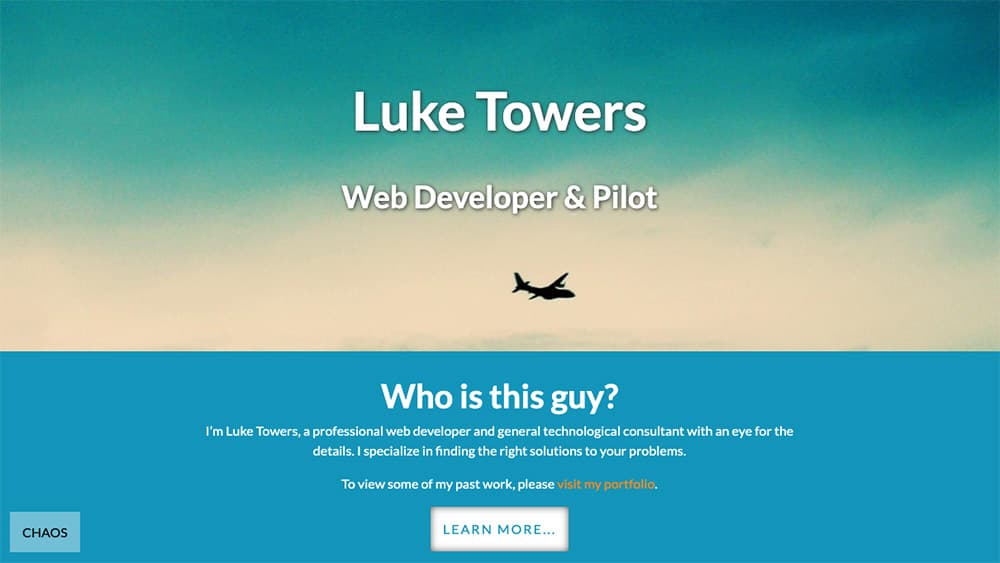 Luke Towers
Web Developer & Pilot
Who is this guy?
I'm Luke Towers, a professional web developer and general technological consultant with an eye for the
details. I specialize in finding the right solutions to your problems.
To view some of my past work, please visit my portfolio.
LEARN MORE...
CHAOS